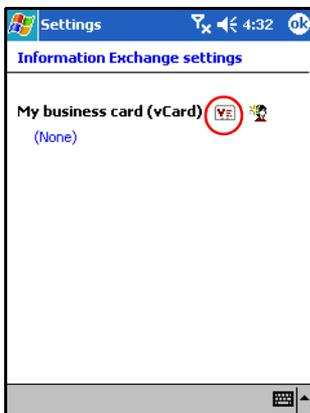 Settings 4:32 ok
Information Exchange settings
My business card (vCard)
(None)